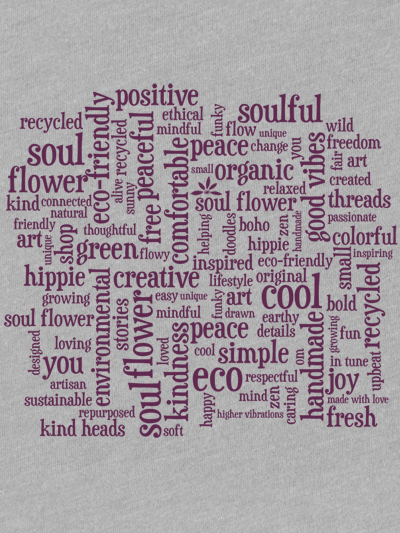 positive
recycled
eco-friendly
ethical
mindful
funky
soulful
soul
flower
alive
recycled
sunny
peaceful
peace
flow
unique
change
you
wild
freedom
fair
art
created
small
organic
relaxed
good vibes
threads
passionate
kind
connected
natural
friendly
thoughtful
free
comfortable
soul flower
helping
doodles
boho
zen
handmade
hippie
colorful
art
unique
shop
green
flowy
inspired
eco-friendly
small
inspiring
hippie
growing
creative
lifestyle
original
cool
recycled
environmental
stories
easy
unique
funky
art
drawn
earthy
bold
soul flower
soul flower
mindful
peace
details
handmade
growing
fun
designed
loving
you
loved
kindness
cool
simple
om
in tune
upbeat
artisan
sustainable
eco
respectful
joy
made with love
repurposed
happy
mind
zen
caring
higher vibrations
fresh
kind heads
soft